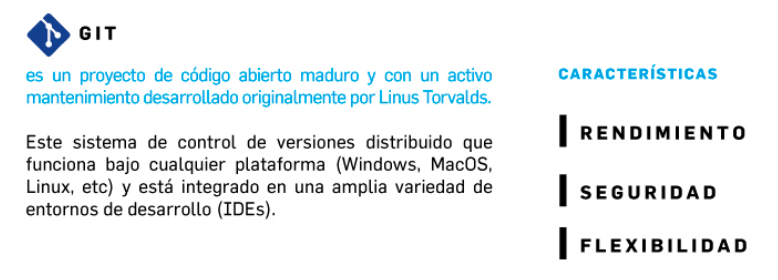 GIT
es un proyecto de código abierto maduro y con un activo
mantenimiento desarrollado originalmente por Linus Torvalds.
Este sistema de control de versiones distribuido que
funciona bajo cualquier plataforma (Windows, MacOS,
Linux, etc) y está integrado en una amplia variedad de
entornos de desarrollo (IDEs).
CARACTERÍSTICAS
RENDIMIENTO
SEGURIDAD
FLEXIBILIDAD